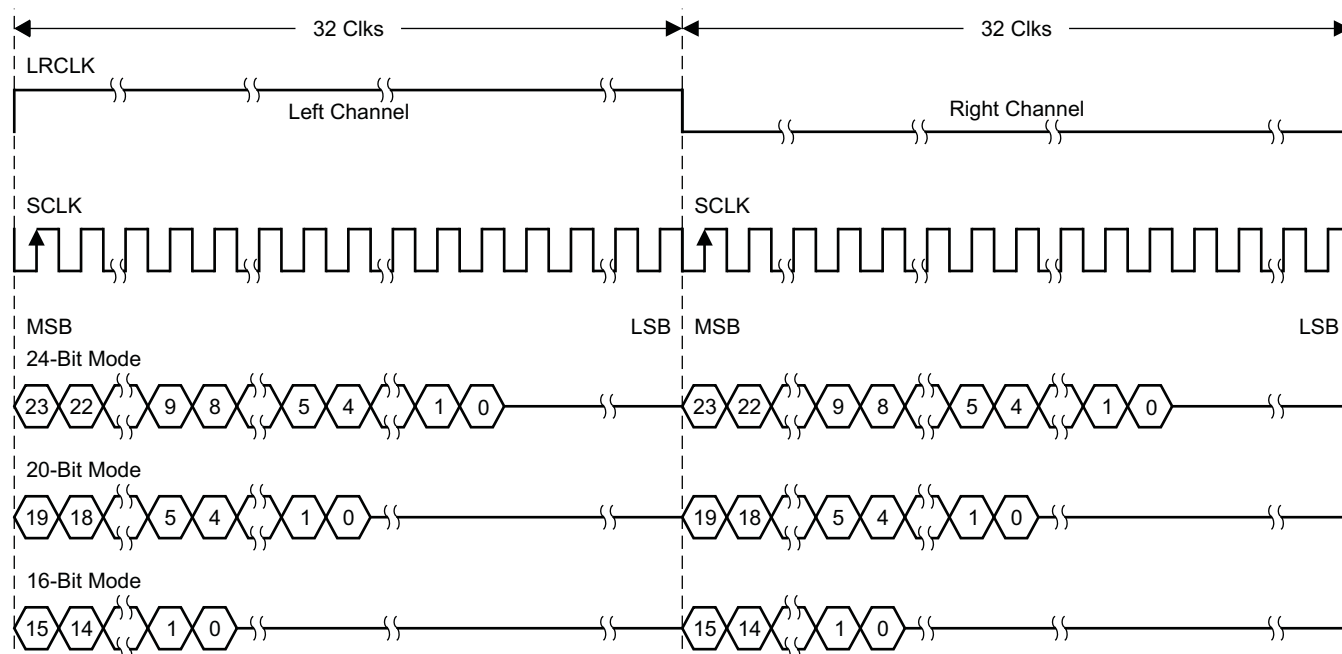 32 Clks 32 Clks
LRCLK
Left Channel Right Channel
SCLK SCLK
MSB LSB MSB LSB
24-Bit Mode
23 22 9 8 5 4 1 0 23 22 9 8 5 4 1 0
20-Bit Mode
19 18 5 4 1 0 19 18 5 4 1 0
16-Bit Mode
15 14 1 0 15 14 1 0